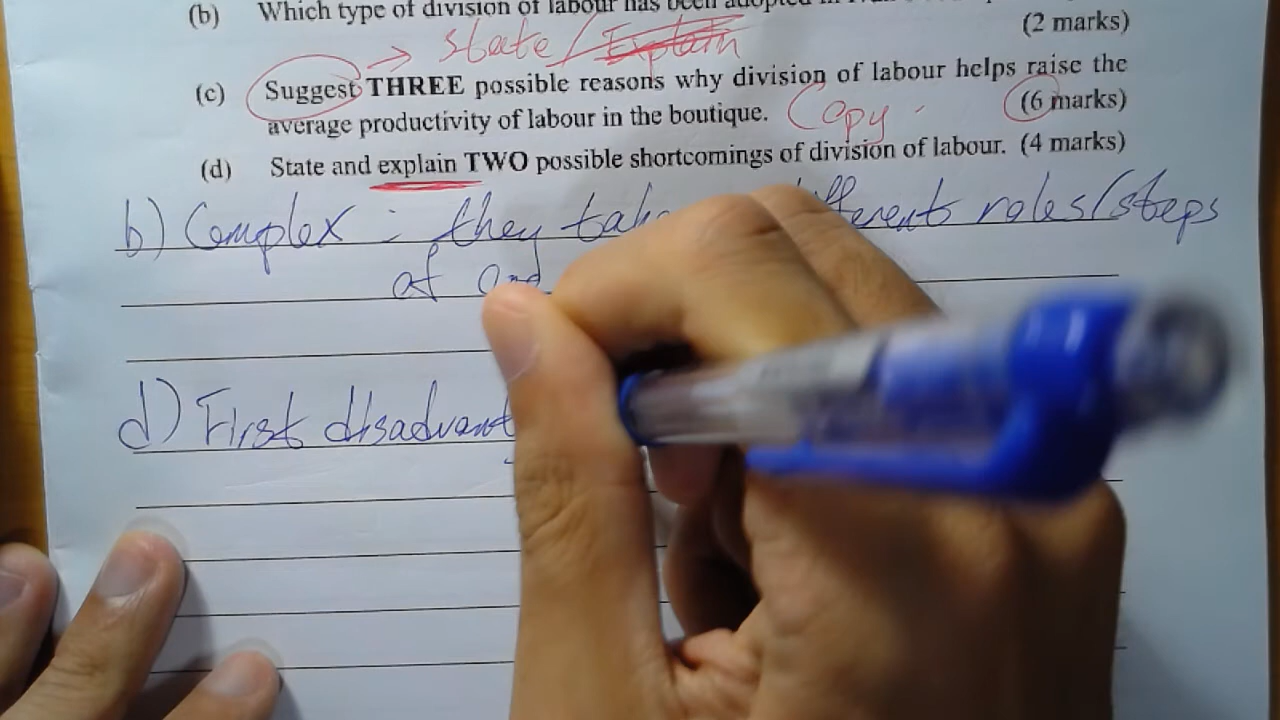 (b) Which type of division of labour has been adopted in
(2 marks)
state/Explain
(c) Suggest THREE possible reasons why division of labour helps raise the
average productivity of labour in the boutique. (6 marks)
Copy
(d) State and explain TWO possible shortcomings of division of labour. (4 marks)
b) Complex : they roles/steps
of
d) First disadvant